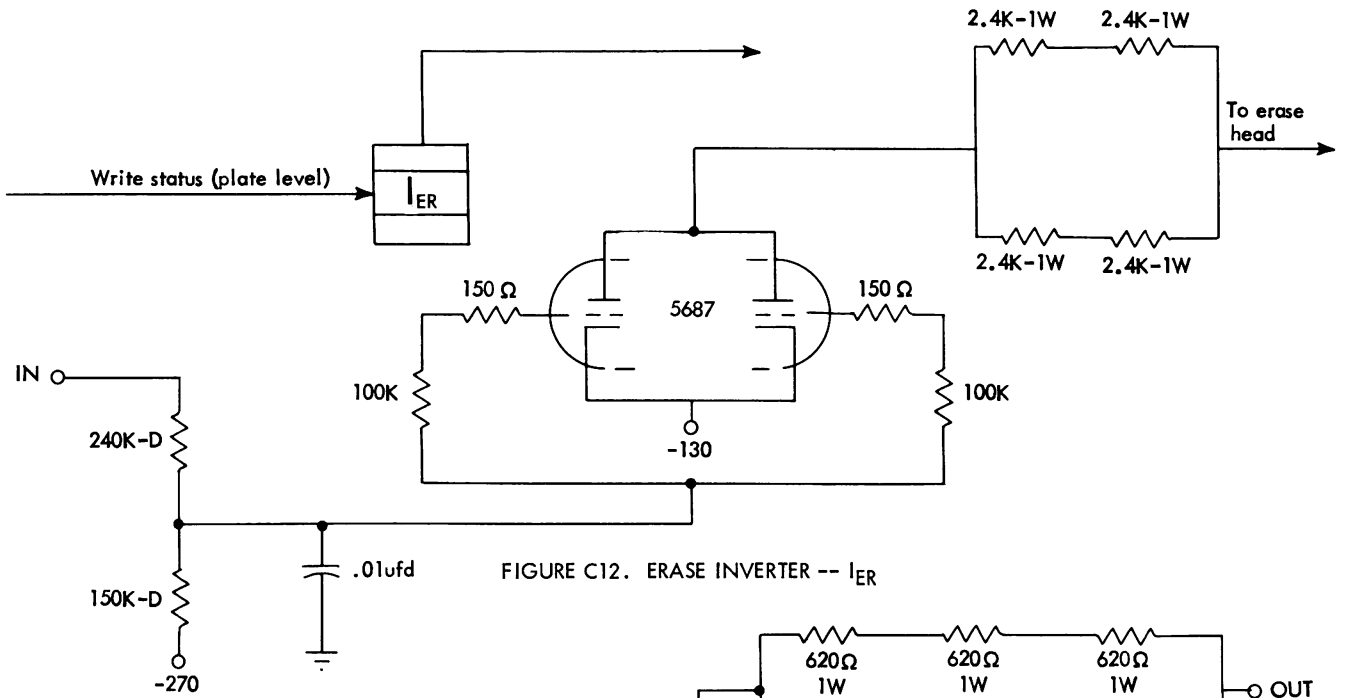 2.4K-1W 2.4K-1W
To erase
head
Write status (plate level)
IER
2.4K-1W 2.4K-1W
150 Ω 5687 150 Ω
IN
100K 100K
240K-D
-130
.01ufd
FIGURE C12. ERASE INVERTER -- IER
150K-D
620Ω 620Ω 620Ω
1W 1W 1W
OUT
-270